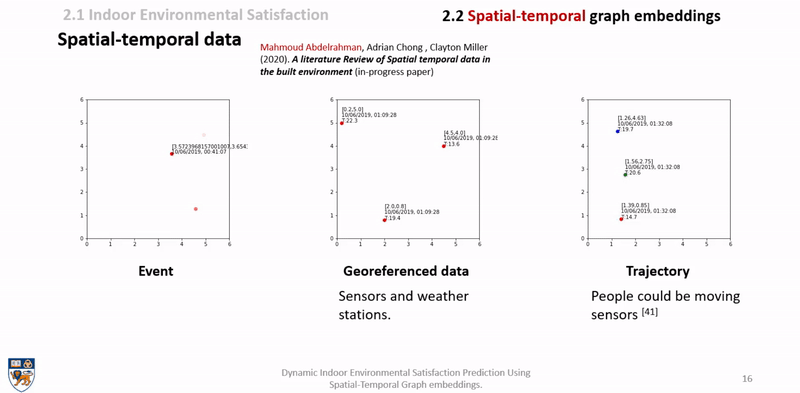 2.1 Indoor Environmental Satisfaction
2.2 Spatial-temporal graph embeddings
Spatial-temporal data
Mahmoud Abdelrahman, Adrian Chong , Clayton Miller
(2020). A literature Review of Spatial temporal data in
the built environment (in-progress paper)
6
5
4
3
2
1
0
0 1 2 3 4 5 6
[3.5723968157001007,3.654
10/06/2019, 00:41:07
6
5
4
3
2
1
0
0 1 2 3 4 5 6
[0.2,5.0]
10/06/2019, 01:09:28
T:22.3
[4.5,4.0]
10/06/2019, 01:09:28
T:13.6
[2.0,0.8]
10/06/2019, 01:09:28
T:19.4
6
5
4
3
2
1
0
0 1 2 3 4 5 6
[1.26,4.63]
10/06/2019, 01:32:08
T:19.7
[1.56,2.75]
10/06/2019, 01:32:08
T:20.6
[1.39,0.85]
10/06/2019, 01:32:08
T:14.7
Event
Georeferenced data
Trajectory
Sensors and weather
stations.
People could be moving
sensors [41]
Dynamic Indoor Environmental Satisfaction Prediction Using
Spatial-Temporal Graph embeddings.
16